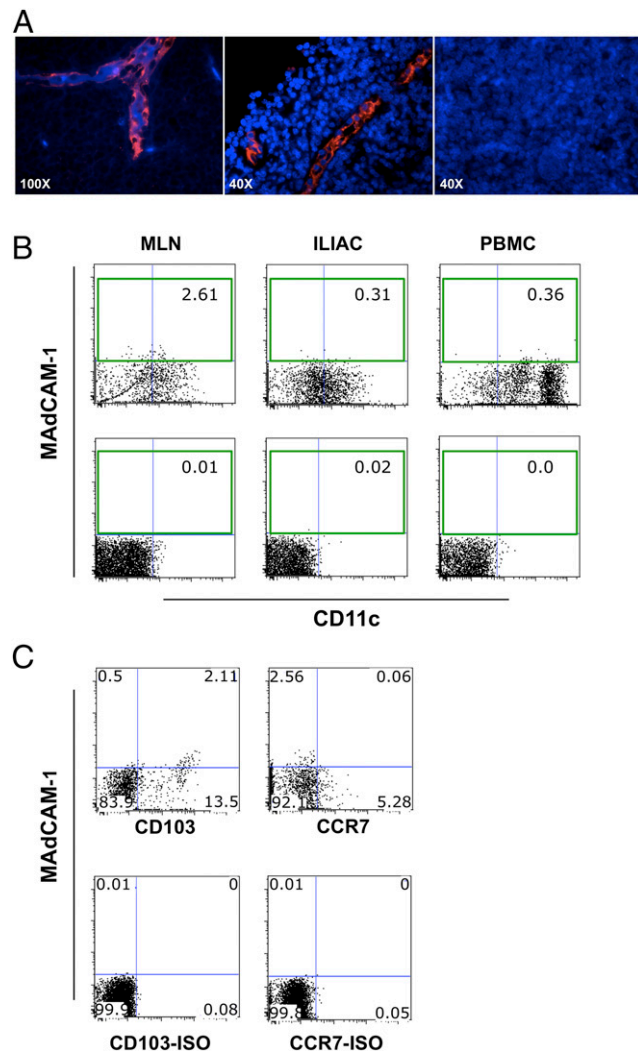 A
100X
40X
40X
B
MLN
ILIAC
PBMC
MAdCAM-1
2.61
0.31
0.36
0.01
0.02
0.0
CD11c
C
MAdCAM-1
0.5
2.11
83.9
13.5
CD103
2.56
0.06
92.1
5.28
CCR7
0.01
0
99.9
0.08
CD103-ISO
0.01
0
99.8
0.05
CCR7-ISO